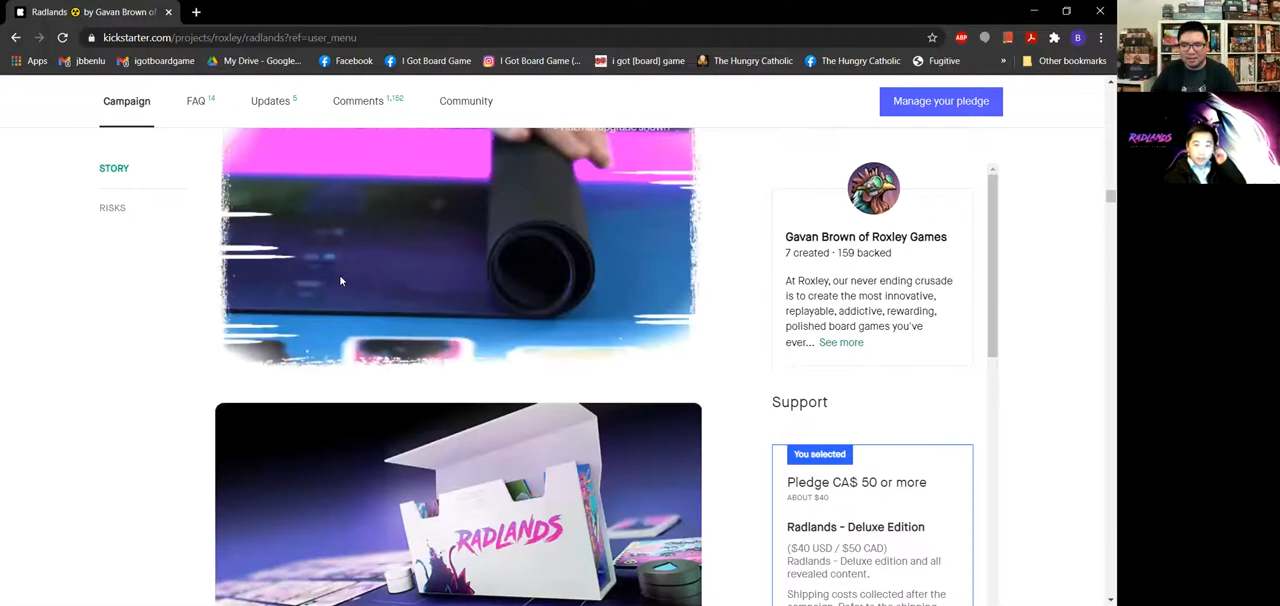 Radlands ☢ by Gavan Brown of
kickstarter.com/projects/roxley/radlands?ref=user_menu
Apps
jbbenlu
igotboardgame
My Drive - Google...
Facebook
I Got Board Game
I Got Board Game (...
i got [board] game
The Hungry Catholic
The Hungry Catholic
Fugitive
»
Other bookmarks
ABP
B
Campaign
FAQ 14
Updates 5
Comments 1,152
Community
Manage your pledge
STORY
RISKS
Gavan Brown of Roxley Games
7 created · 159 backed
At Roxley, our never ending crusade
is to create the most innovative,
replayable, addictive, rewarding,
polished board games you've
ever... See more
Support
You selected
Pledge CA$ 50 or more
ABOUT $40
Radlands - Deluxe Edition
($40 USD / $50 CAD)
Radlands - Deluxe edition and all
revealed content.
Shipping costs collected after the
campaign. Refer to the shipping
RADLANDS
RADLANDS